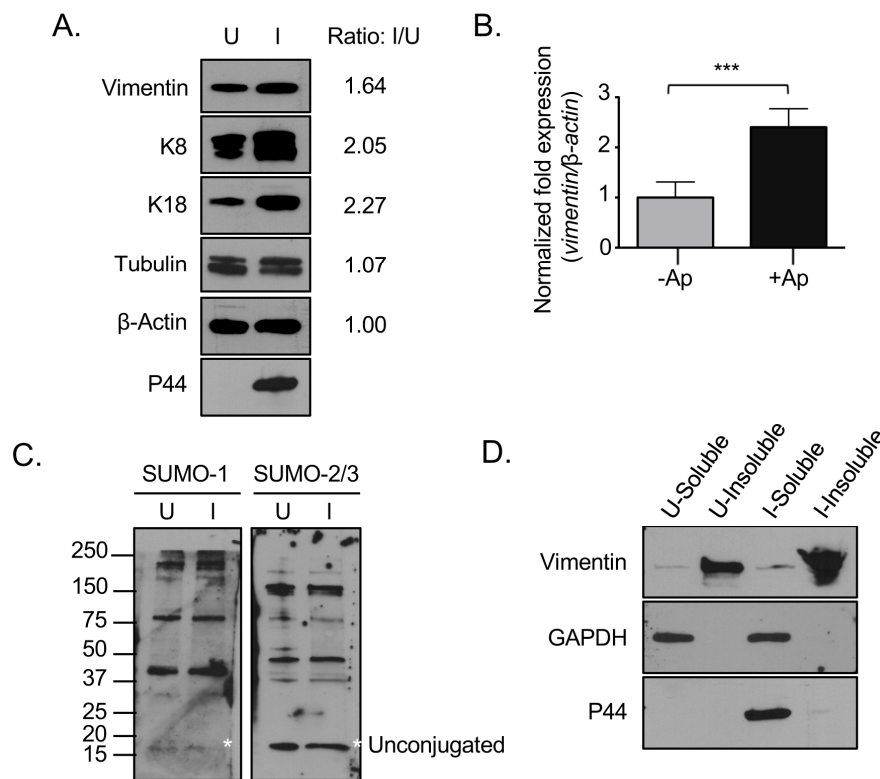 A.
U I Ratio: I/U
Vimentin 1.64
K8 2.05
K18 2.27
Tubulin 1.07
β-Actin 1.00
P44
B.
***
Normalized fold expression
(vimentin/β-actin)
3
2
1
0
-Ap +Ap
C.
SUMO-1 SUMO-2/3
U I U I
250
150
75
50
37
25
20
15
* * Unconjugated
D.
U-Soluble
U-Insoluble
I-Soluble
I-Insoluble
Vimentin
GAPDH
P44